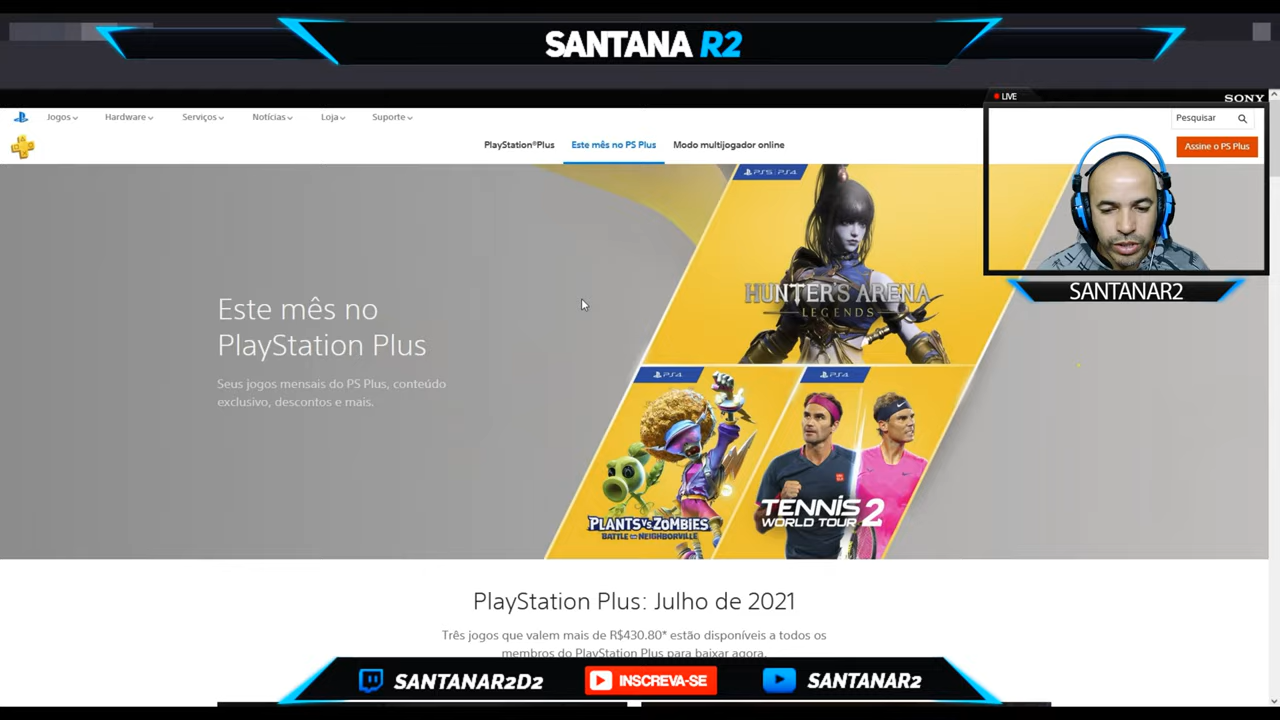 SANTANA R2
LIVE
SONY
Jogos
Hardware
Serviços
Notícias
Loja
Suporte
Pesquisar
PlayStation®Plus
Este mês no PS Plus
Modo multijogador online
Assine o PS Plus
PS5 | PS4
HUNTER'S ARENA
LEGENDS
SANTANAR2
Este mês no
PlayStation Plus
Seus jogos mensais do PS Plus, conteúdo
exclusivo, descontos e mais.
PS4
PS4
PLANTS VS ZOMBIES
BATTLE FOR NEIGHBORVILLE
TENNIS
WORLD TOUR 2
PlayStation Plus: Julho de 2021
Três jogos que valem mais de R$430.80* estão disponíveis a todos os
membros do PlayStation Plus para baixar agora.
SANTANAR2D2
INSCREVA-SE
SANTANAR2